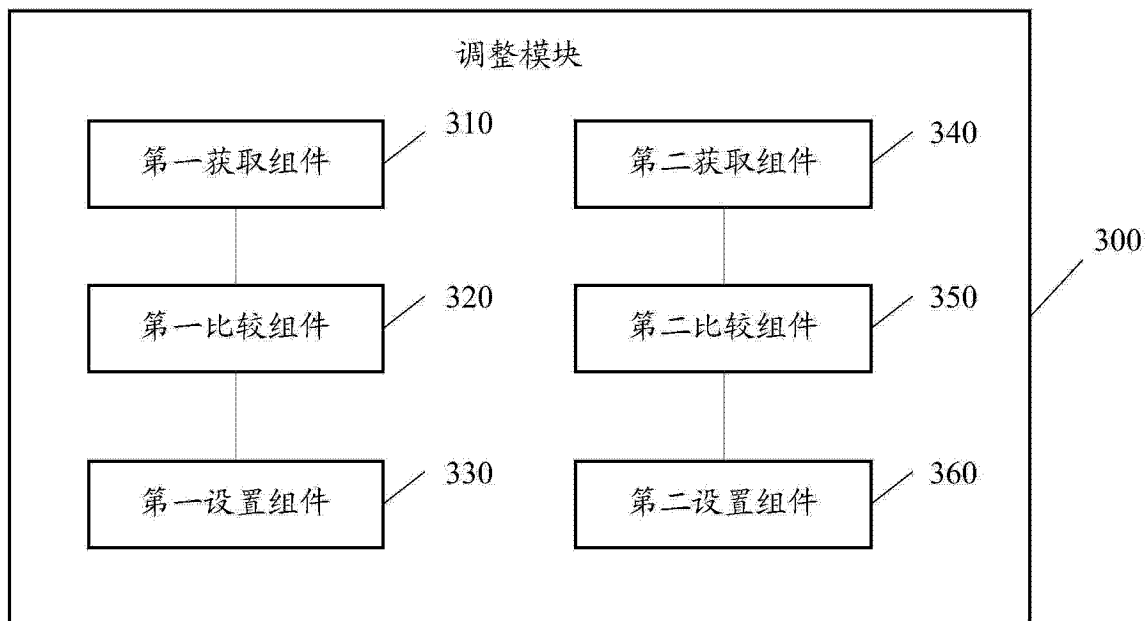 调整模块
第一获取组件
310
第二获取组件
340
300
第一比较组件
320
第二比较组件
350
第一设置组件
330
第二设置组件
360